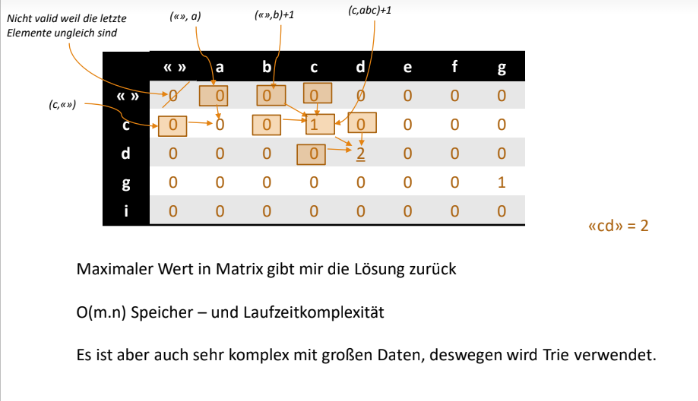 Nicht valid weil die letzte
Elemente ungleich sind
(«», a)
(«»,b)+1
(c,abc)+1
(c,«»)
« » a b c d e f g
« » 0 0 0 0 0 0 0 0
c 0 0 0 1 0 0 0 0
d 0 0 0 0 2 0 0 0
g 0 0 0 0 0 0 0 1
i 0 0 0 0 0 0 0 0
«cd» = 2
Maximaler Wert in Matrix gibt mir die Lösung zurück
O(m.n) Speicher – und Laufzeitkomplexität
Es ist aber auch sehr komplex mit großen Daten, deswegen wird Trie verwendet.